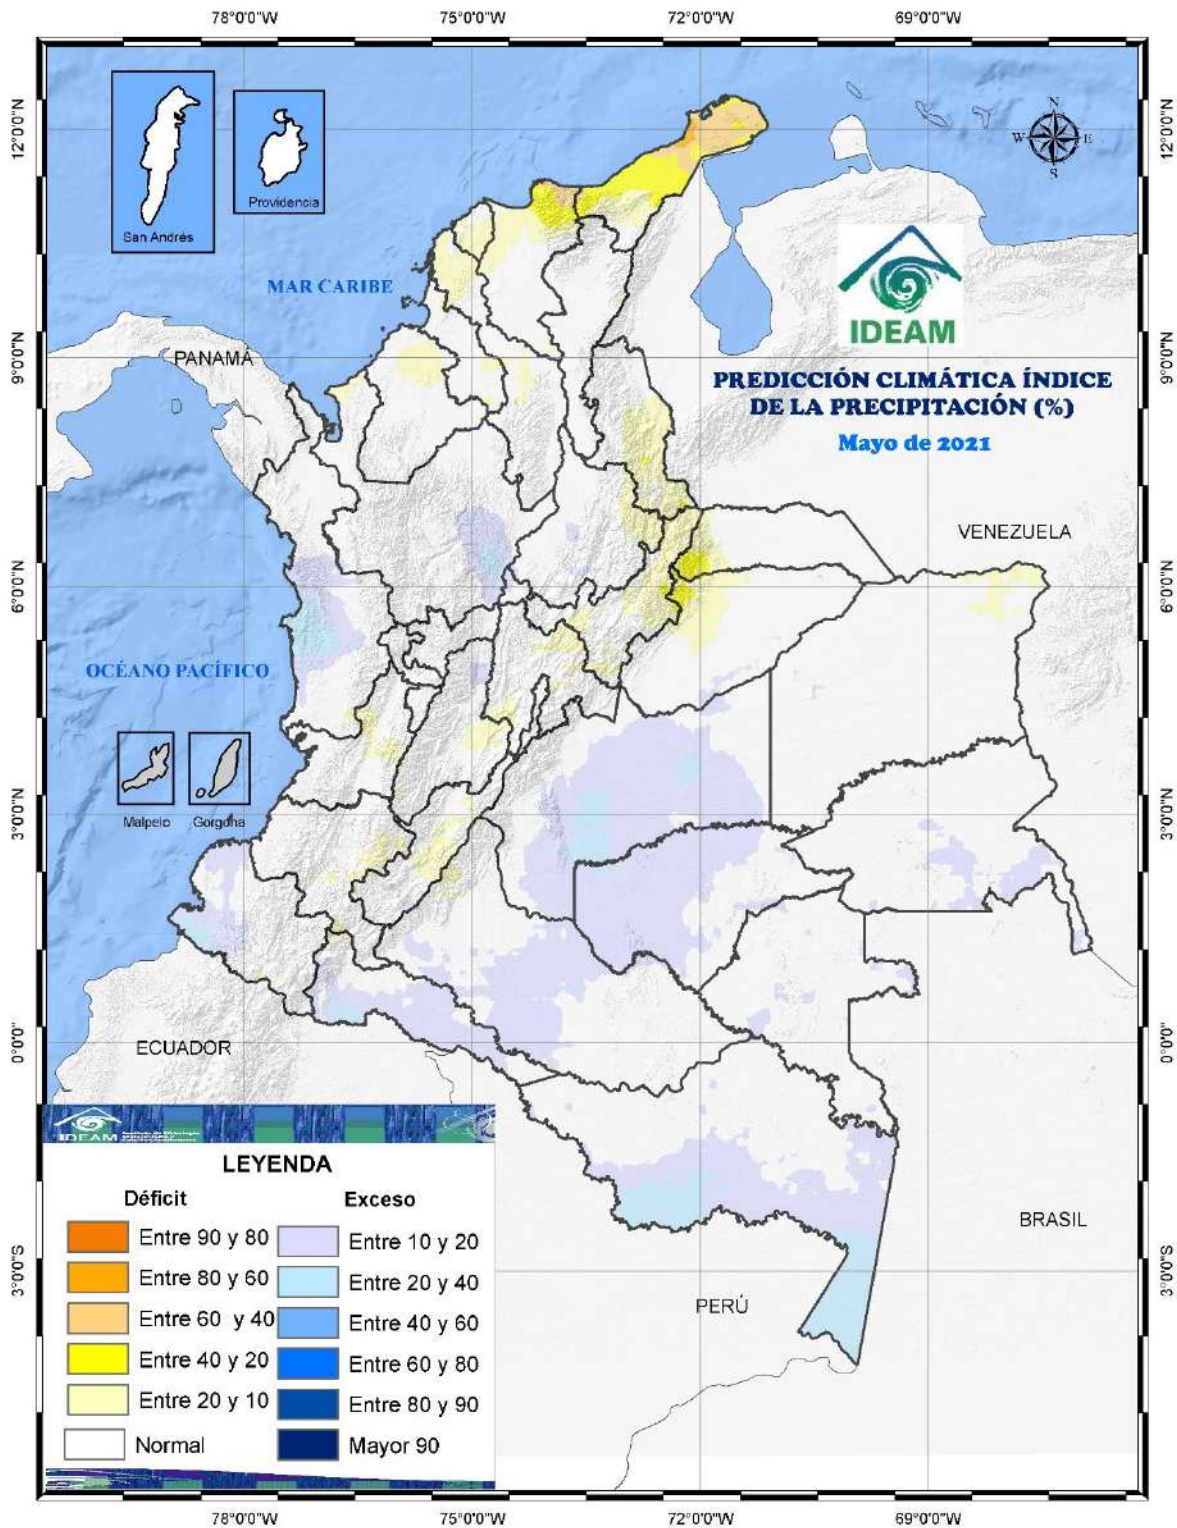 78°0'0"W
75°0'0"W
72°0'0"W
69°0'0"W
12°0'0"N
12°0'0"N
N
W
E
S
San Andrés
Providencia
MAR CARIBE
IDEAM
9°0'0"N
9°0'0"N
PANAMÁ
PREDICCIÓN CLIMÁTICA ÍNDICE
DE LA PRECIPITACIÓN (%)
Mayo de 2021
VENEZUELA
6°0'0"N
6°0'0"N
OCÉANO PACÍFICO
Malpelo
Gorgona
3°0'0"N
3°0'0"N
ECUADOR
0°0'0"
0°0'0"
IDEAM
LEYENDA
Déficit
Exceso
Entre 90 y 80
Entre 10 y 20
Entre 80 y 60
Entre 20 y 40
Entre 60 y 40
Entre 40 y 60
Entre 40 y 20
Entre 60 y 80
Entre 20 y 10
Entre 80 y 90
Normal
Mayor 90
BRASIL
PERÚ
3°0'0"S
3°0'0"S
78°0'0"W
75°0'0"W
72°0'0"W
69°0'0"W